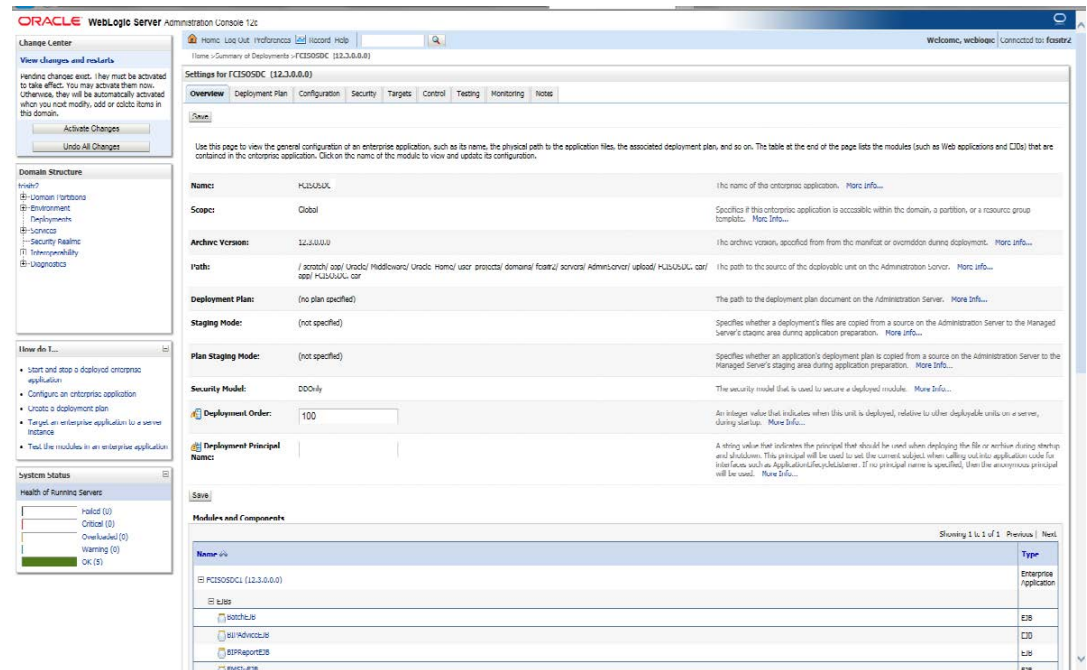 ORACLE WebLogic Server Administration Console 12c
Change Center
View changes and restarts
Pending changes exist. They must be activated
to take effect. You may activate them now.
Otherwise, they will be automatically activated
when you next modify, add or delete items in
this domain.
Activate Changes
Undo All Changes
Domain Structure
Domain Partitions
Environment
Deployments
Services
Security Realms
Interoperability
Diagnostics
How do I...
Start and stop a deployed enterprise
application
Configure an enterprise application
Create a deployment plan
Target an enterprise application to a server
instance
Test the modules in an enterprise application
System Status
Health of Running Servers
Failed (0)
Critical (0)
Overloaded (0)
Warning (0)
OK (5)
Home Log Out Preferences Record Help
Welcome, weblogic Connected to: fcisitr2
Home >Summary of Deployments >FCISOSDC (12.3.0.0.0)
Settings for FCISOSDC (12.3.0.0.0)
Overview Deployment Plan Configuration Security Targets Control Testing Monitoring Notes
Save
Use this page to view the general configuration of an enterprise application, such as its name, the physical path to the application files, the associated deployment plan, and so on. The table at the end of the page lists the modules (such as Web applications and EJBs) that are
contained in the enterprise application. Click on the name of the module to view and update its configuration.
Name: FCISOSDC The name of this enterprise application. More Info...
Scope: Global Specifies if this enterprise application is accessible within the domain, a partition, or a resource group
template. More Info...
Archive Version: 12.3.0.0.0 The archive version, specified from from the manifest or overridden during deployment. More Info...
Path: / scratch/ app/ Oracle/ Middleware/ Oracle_Home/ user_projects/ domains/ fcisitr2/ servers/ AdminServer/ upload/ FCISOSDC. ear/ The path to the source of the deployable unit on the Administration Server. More Info...
app/ FCISOSDC. ear
Deployment Plan: (no plan specified) The path to the deployment plan document on the Administration Server. More Info...
Staging Mode: (not specified) Specifies whether a deployment's files are copied from a source on the Administration Server to the Managed
Server's staging area during application preparation. More Info...
Plan Staging Mode: (not specified) Specifies whether an application's deployment plan is copied from a source on the Administration Server to the
Managed Server's staging area during application preparation. More Info...
Security Model: DDOnly The security model that is used to secure a deployed module. More Info...
Deployment Order: 100 An integer value that indicates when this unit is deployed, relative to other deployable units on a server,
during startup. More Info...
Deployment Principal A string value that indicates the principal that should be used when deploying the file or archive during startup
Name: and shutdown. This principal will be used to set the current subject when calling out into application code for
interfaces such as ApplicationLifecycleListener. If no principal name is specified, then the anonymous principal
will be used. More Info...
Save
Modules and Components
Showing 1 to 1 of 1 Previous | Next
Name Type
FCISOSDC1 (12.3.0.0.0) Enterprise
Application
EJBs
BatchEJB EJB
BIPAdviceEJB EJB
BIPReportEJB EJB
EJB